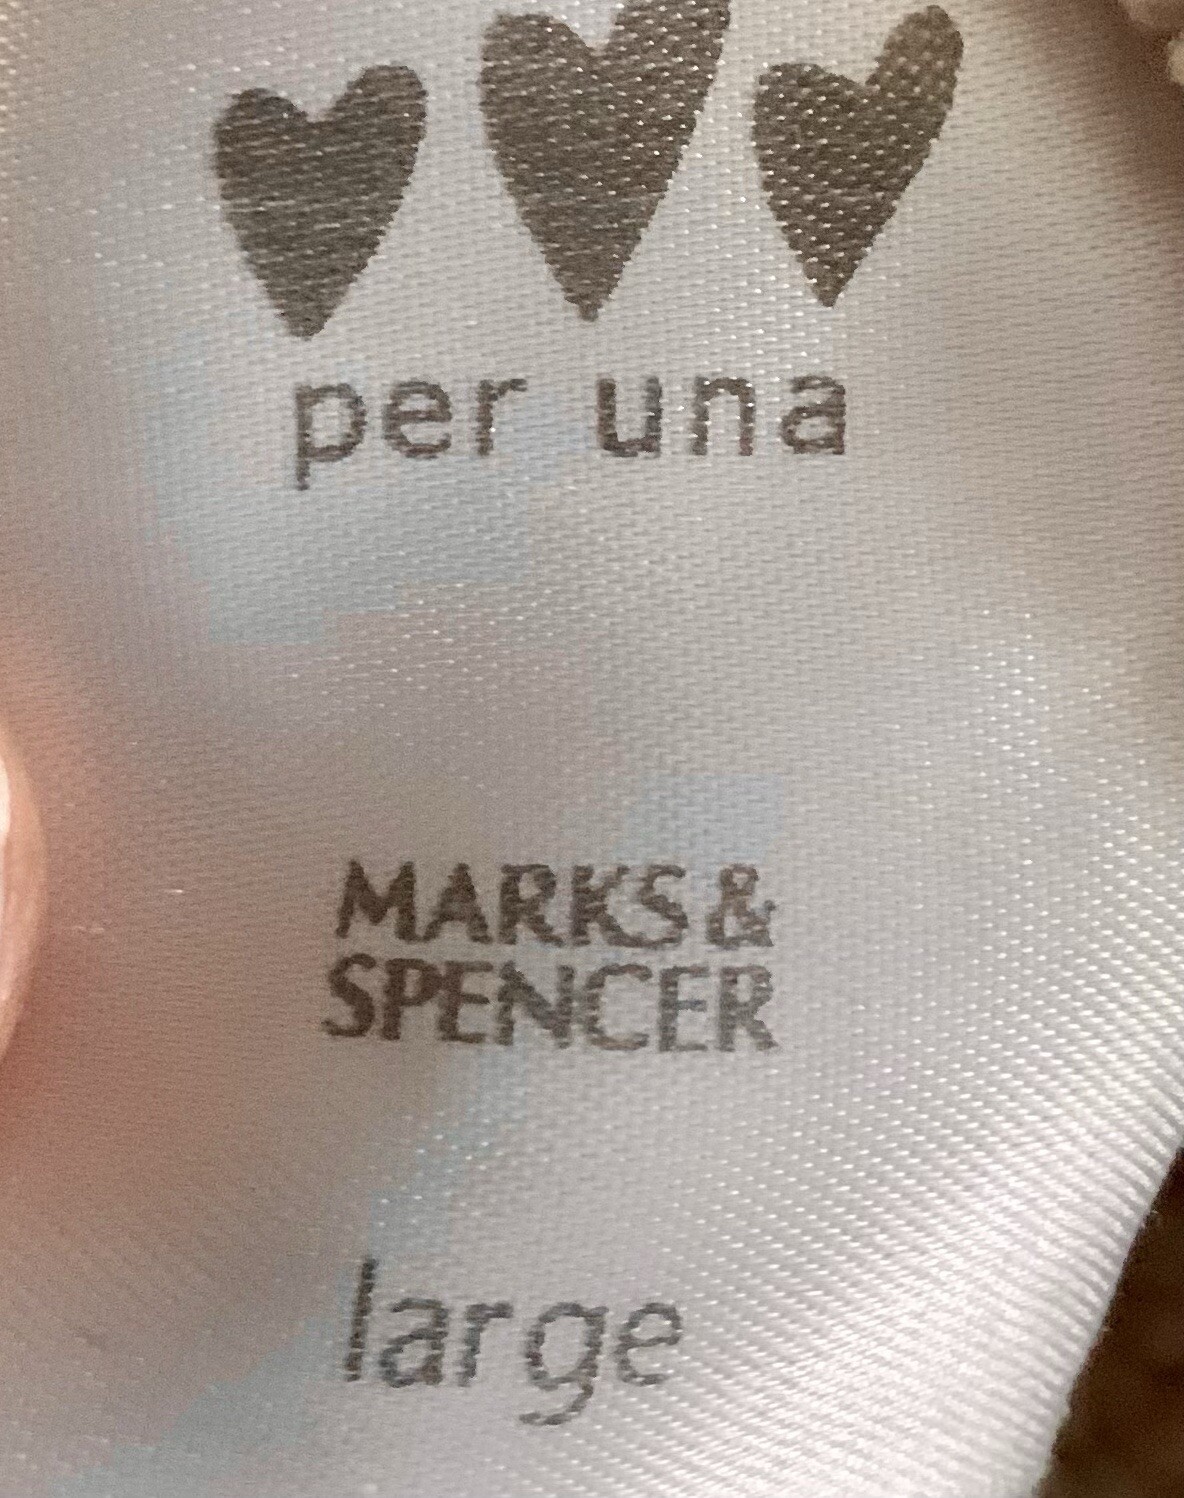 per una
MARKS &
SPENCER
large